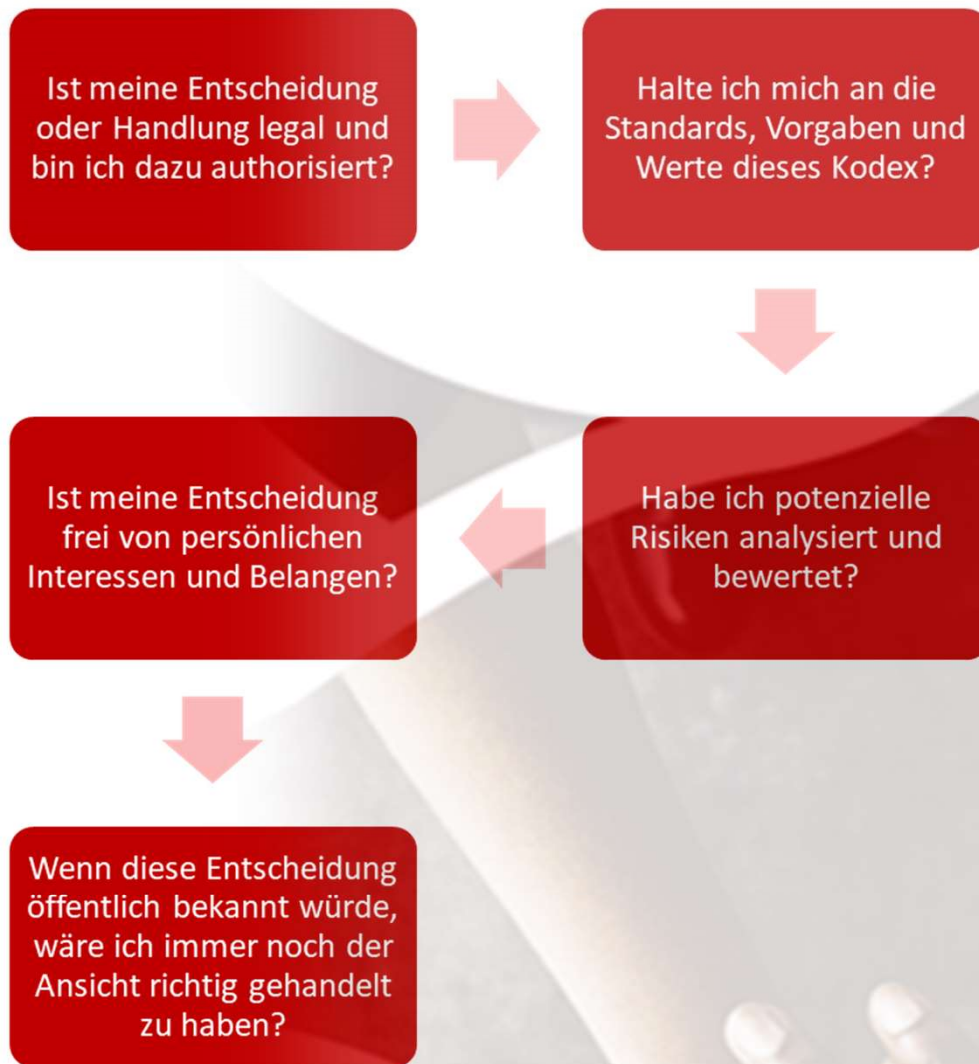 Ist meine Entscheidung
oder Handlung legal und
bin ich dazu authorisiert?
Halte ich mich an die
Standards, Vorgaben und
Werte dieses Kodex?
Habe ich potenzielle
Risiken analysiert und
bewertet?
Ist meine Entscheidung
frei von persönlichen
Interessen und Belangen?
Wenn diese Entscheidung
öffentlich bekannt würde,
wäre ich immer noch der
Ansicht richtig gehandelt
zu haben?